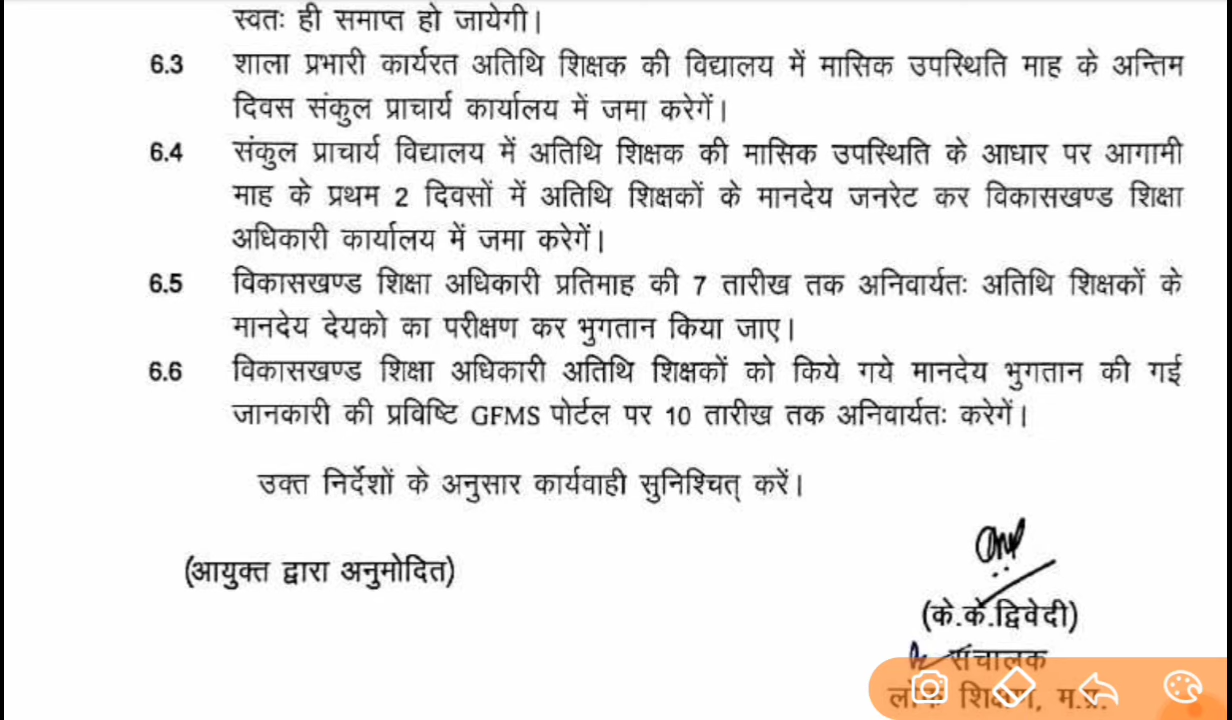 स्वतः ही समाप्त हो जायेगी।
6.3 शाला प्रभारी कार्यरत अतिथि शिक्षक की विद्यालय में मासिक उपस्थिति माह के अन्तिम
दिवस संकुल प्राचार्य कार्यालय में जमा करेगें।
6.4 संकुल प्राचार्य विद्यालय में अतिथि शिक्षक की मासिक उपस्थिति के आधार पर आगामी
माह के प्रथम 2 दिवसों में अतिथि शिक्षकों के मानदेय जनरेट कर विकासखण्ड शिक्षा
अधिकारी कार्यालय में जमा करेगें।
6.5 विकासखण्ड शिक्षा अधिकारी प्रतिमाह की 7 तारीख तक अनिवार्यतः अतिथि शिक्षकों के
मानदेय देयको का परीक्षण कर भुगतान किया जाए।
6.6 विकासखण्ड शिक्षा अधिकारी अतिथि शिक्षकों को किये गये मानदेय भुगतान की गई
जानकारी की प्रविष्टि GFMS पोर्टल पर 10 तारीख तक अनिवार्यतः करेगें।
उक्त निर्देशों के अनुसार कार्यवाही सुनिश्चित् करें।
(आयुक्त द्वारा अनुमोदित)
(के.के.द्विवेदी)
संचालक
लोक शिक्षण, म.प्र.